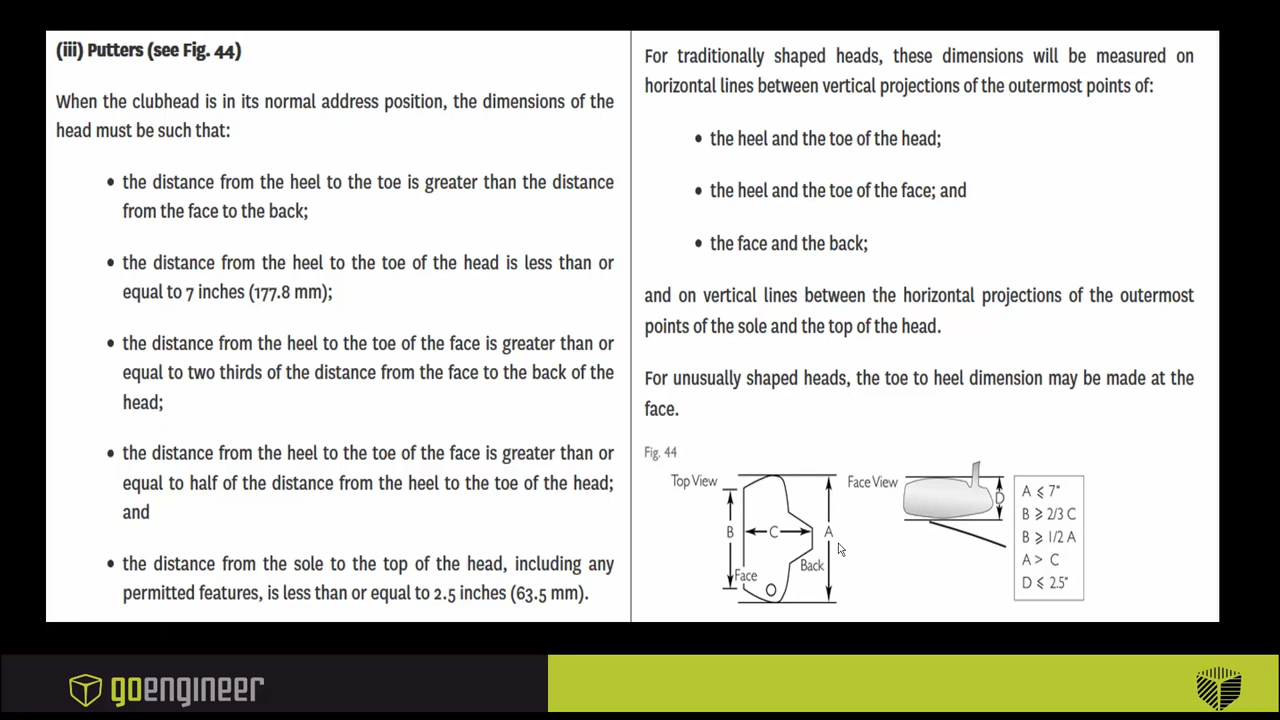 (iii) Putters (see Fig. 44)
When the clubhead is in its normal address position, the dimensions of the
head must be such that:
• the distance from the heel to the toe is greater than the distance
from the face to the back;
• the distance from the heel to the toe of the head is less than or
equal to 7 inches (177.8 mm);
• the distance from the heel to the toe of the face is greater than or
equal to two thirds of the distance from the face to the back of the
head;
• the distance from the heel to the toe of the face is greater than or
equal to half of the distance from the heel to the toe of the head;
and
• the distance from the sole to the top of the head, including any
permitted features, is less than or equal to 2.5 inches (63.5 mm).
For traditionally shaped heads, these dimensions will be measured on
horizontal lines between vertical projections of the outermost points of:
• the heel and the toe of the head;
• the heel and the toe of the face; and
• the face and the back;
and on vertical lines between the horizontal projections of the outermost
points of the sole and the top of the head.
For unusually shaped heads, the toe to heel dimension may be made at the
face.
Fig. 44
Top View
B
C
A
Face
Back
Face View
D
A ⩽ 7"
B ⩾ 2/3 C
B ⩾ 1/2 A
A > C
D ⩽ 2.5"
goengineer